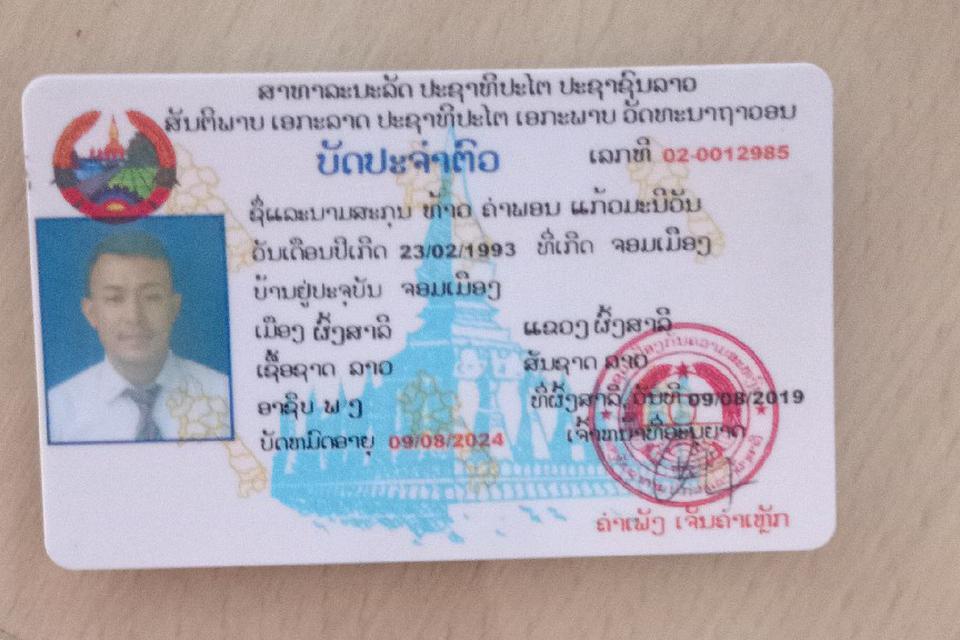 ສາທາລະນະລັດ ປະຊາທິປະໄຕ ປະຊາຊົນລາວ
ສັນຕິພາບ ເອກະລາດ ປະຊາທິປະໄຕ ເອກະພາບ ວັດທະນາຖາວອນ
ບັດປະຈຳຕົວ
ເລກທີ 02-0012985
ຊື່ແລະນາມສະກຸນ ທ້າວ ຄຳພອນ ແກ້ວມະນີວັນ
ວັນເດືອນປີເກີດ 23/02/1993 ທີ່ເກີດ ຈອມເມືອງ
ບ້ານຢູ່ປະຈຸບັນ ຈອມເມືອງ
ເມືອງ ຜົ້ງສາລີ ແຂວງ ຜົ້ງສາລີ
ເຊື້ອຊາດ ລາວ ສັນຊາດ ລາວ
ອາຊີບ ພ ງ ທີ່ຜົ້ງສາລີ, ວັນທີ 09/08/2019
ບັດຫມົດອາຍຸ 09/08/2024 ເຈົ້າຫນາທີ່ອະນຸຍາດ
ຄຳເຟັງ ເຈັນຄຳເຫຼັກ